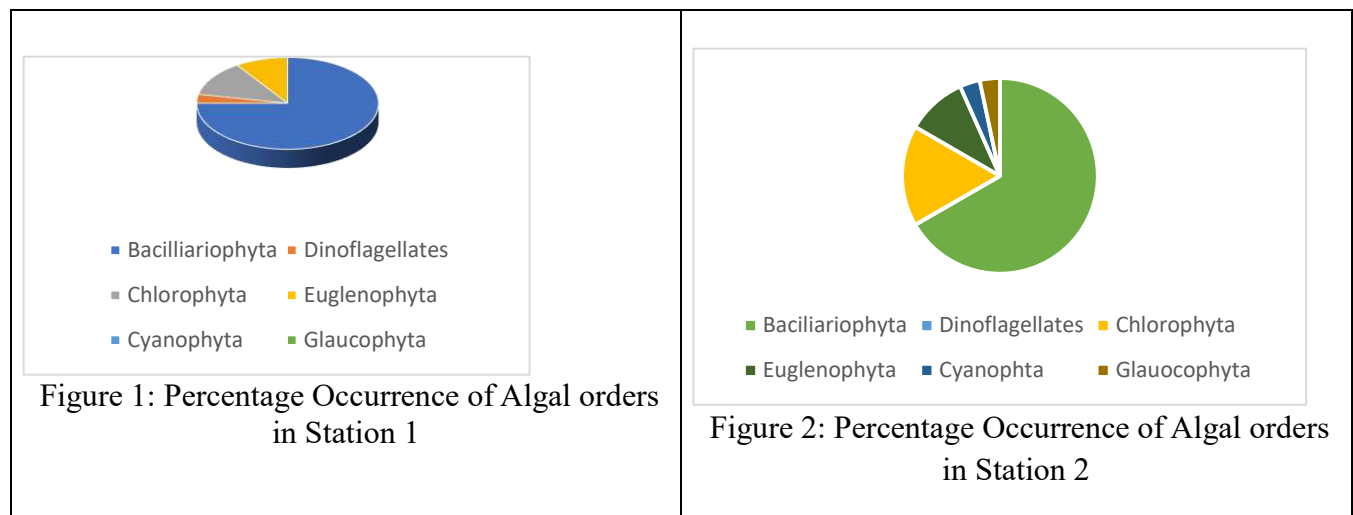 Bacilliariophyta Dinoflagellates
Chlorophyta Euglenophyta
Cyanophyta Glaucophyta
Figure 1: Percentage Occurrence of Algal orders
in Station 1
Baciliariophyta Dinoflagellates Chlorophyta
Euglenophyta Cyanophta Glauocophyta
Figure 2: Percentage Occurrence of Algal orders
in Station 2